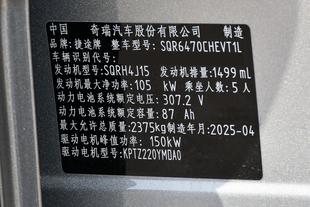 中国 奇瑞汽车股份有限公司 制造
品牌:捷途牌 整车型号:SQR6470CHEVT1L
车辆识别代号:
发动机型号:SQRH4J15 发动机排量:1499 mL
发动机最大净功率:105 kW 乘坐人数:5人
动力电池系统额定电压:307.2 V
动力电池系统额定容量:87 Ah
最大允许总质量:2375kg制造年月:2025-04
驱动电机峰值功率:150kW
驱动电机型号:KPTZ220YMDA0